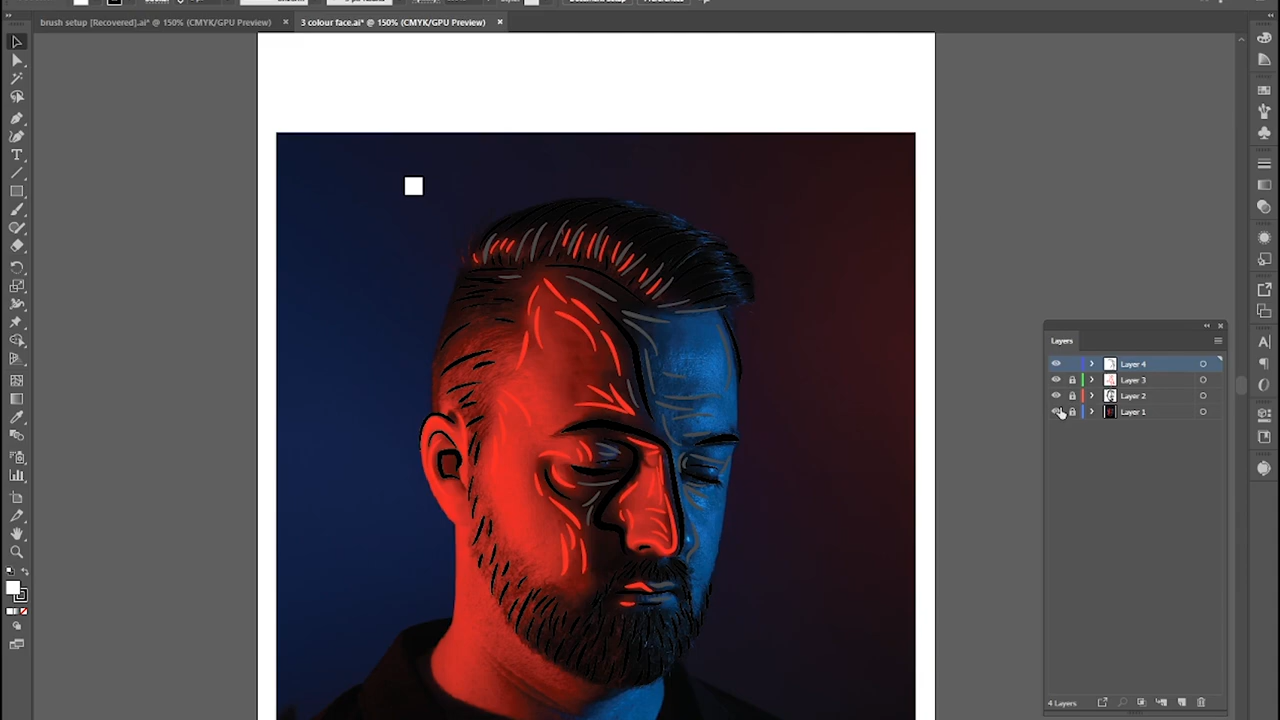 brush setup [Recovered].ai* @ 150% (CMYK/GPU Preview)
3 colour face.ai* @ 150% (CMYK/GPU Preview)
Layers
Layer 4
Layer 3
Layer 2
Layer 1
4 Layers